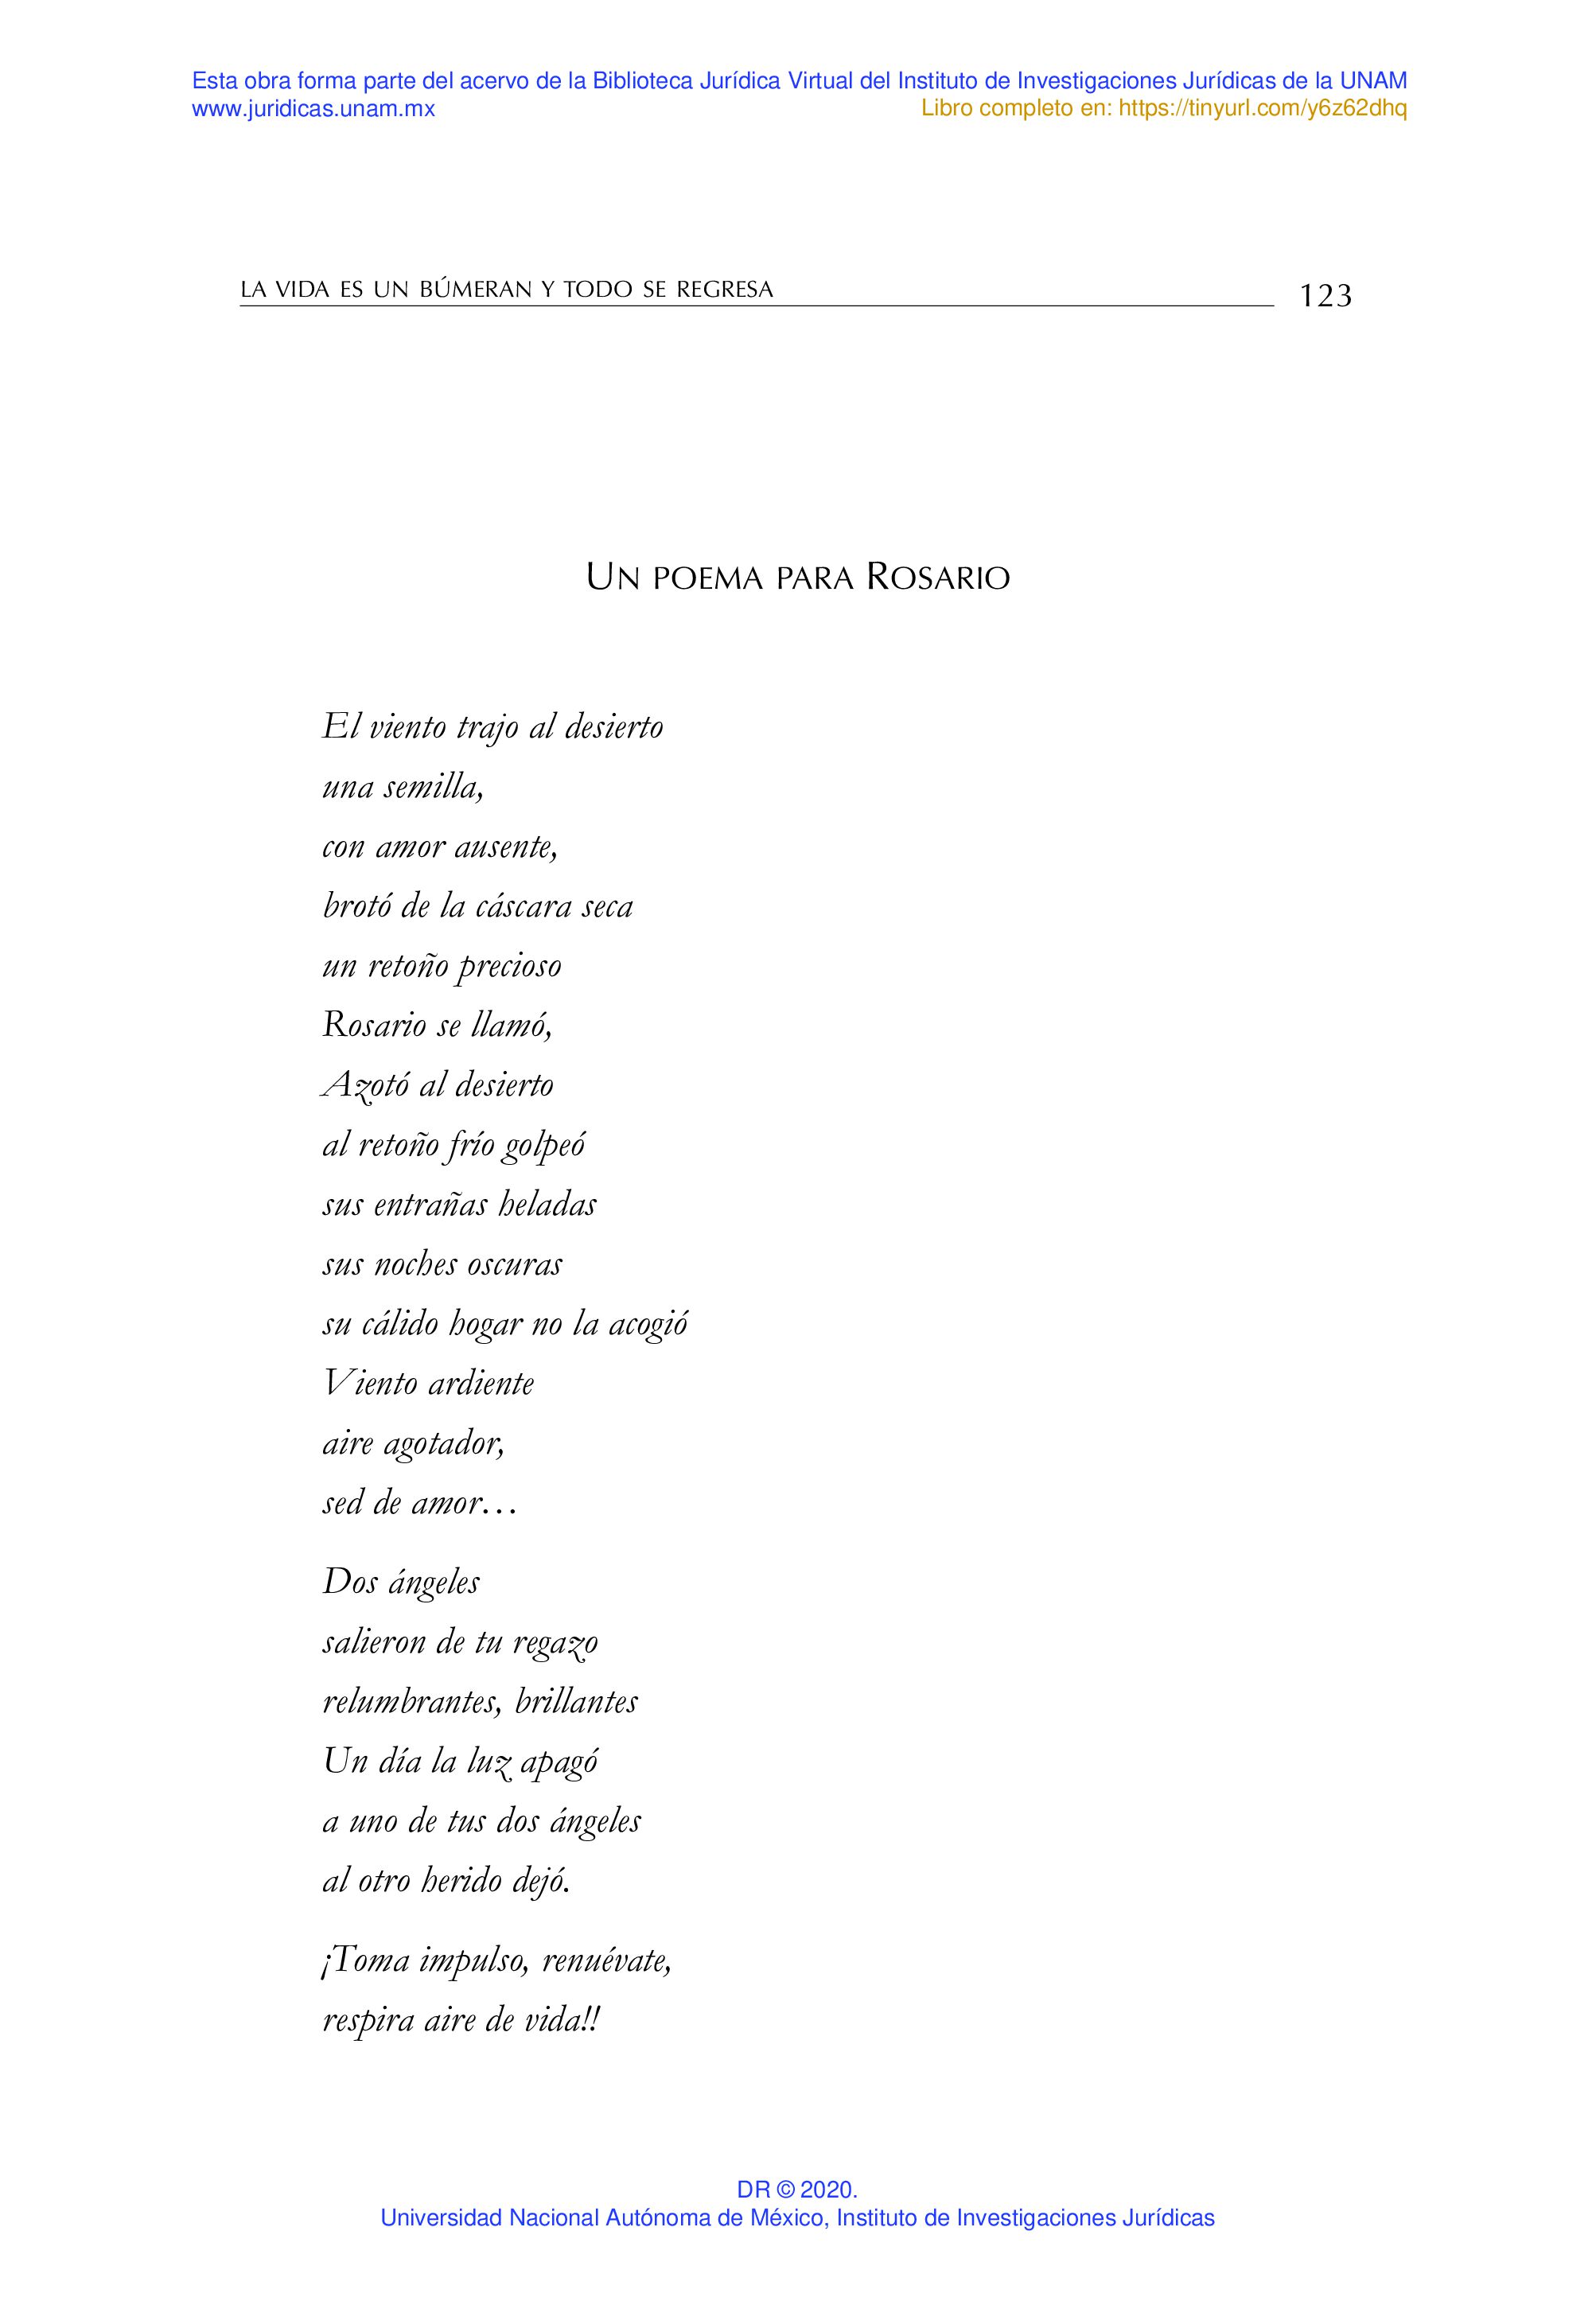 Esta obra forma parte del acervo de la Biblioteca Jurídica Virtual del Instituto de Investigaciones Jurídicas de la UNAM
www.juridicas.unam.mx Libro completo en: https://tinyurl.com/y6z62dhq
LA VIDA ES UN BÚMERAN Y TODO SE REGRESA 123
UN POEMA PARA ROSARIO
El viento trajo al desierto
una semilla,
con amor ausente,
brotó de la cáscara seca
un retoño precioso
Rosario se llamó,
Azotó al desierto
al retoño frío golpeó
sus entrañas heladas
sus noches oscuras
su cálido hogar no la acogió
Viento ardiente
aire agotador,
sed de amor…
Dos ángeles
salieron de tu regazo
relumbrantes, brillantes
Un día la luz apagó
a uno de tus dos ángeles
al otro herido dejó.
¡Toma impulso, renuévate,
respira aire de vida!!
DR © 2020.
Universidad Nacional Autónoma de México, Instituto de Investigaciones Jurídicas